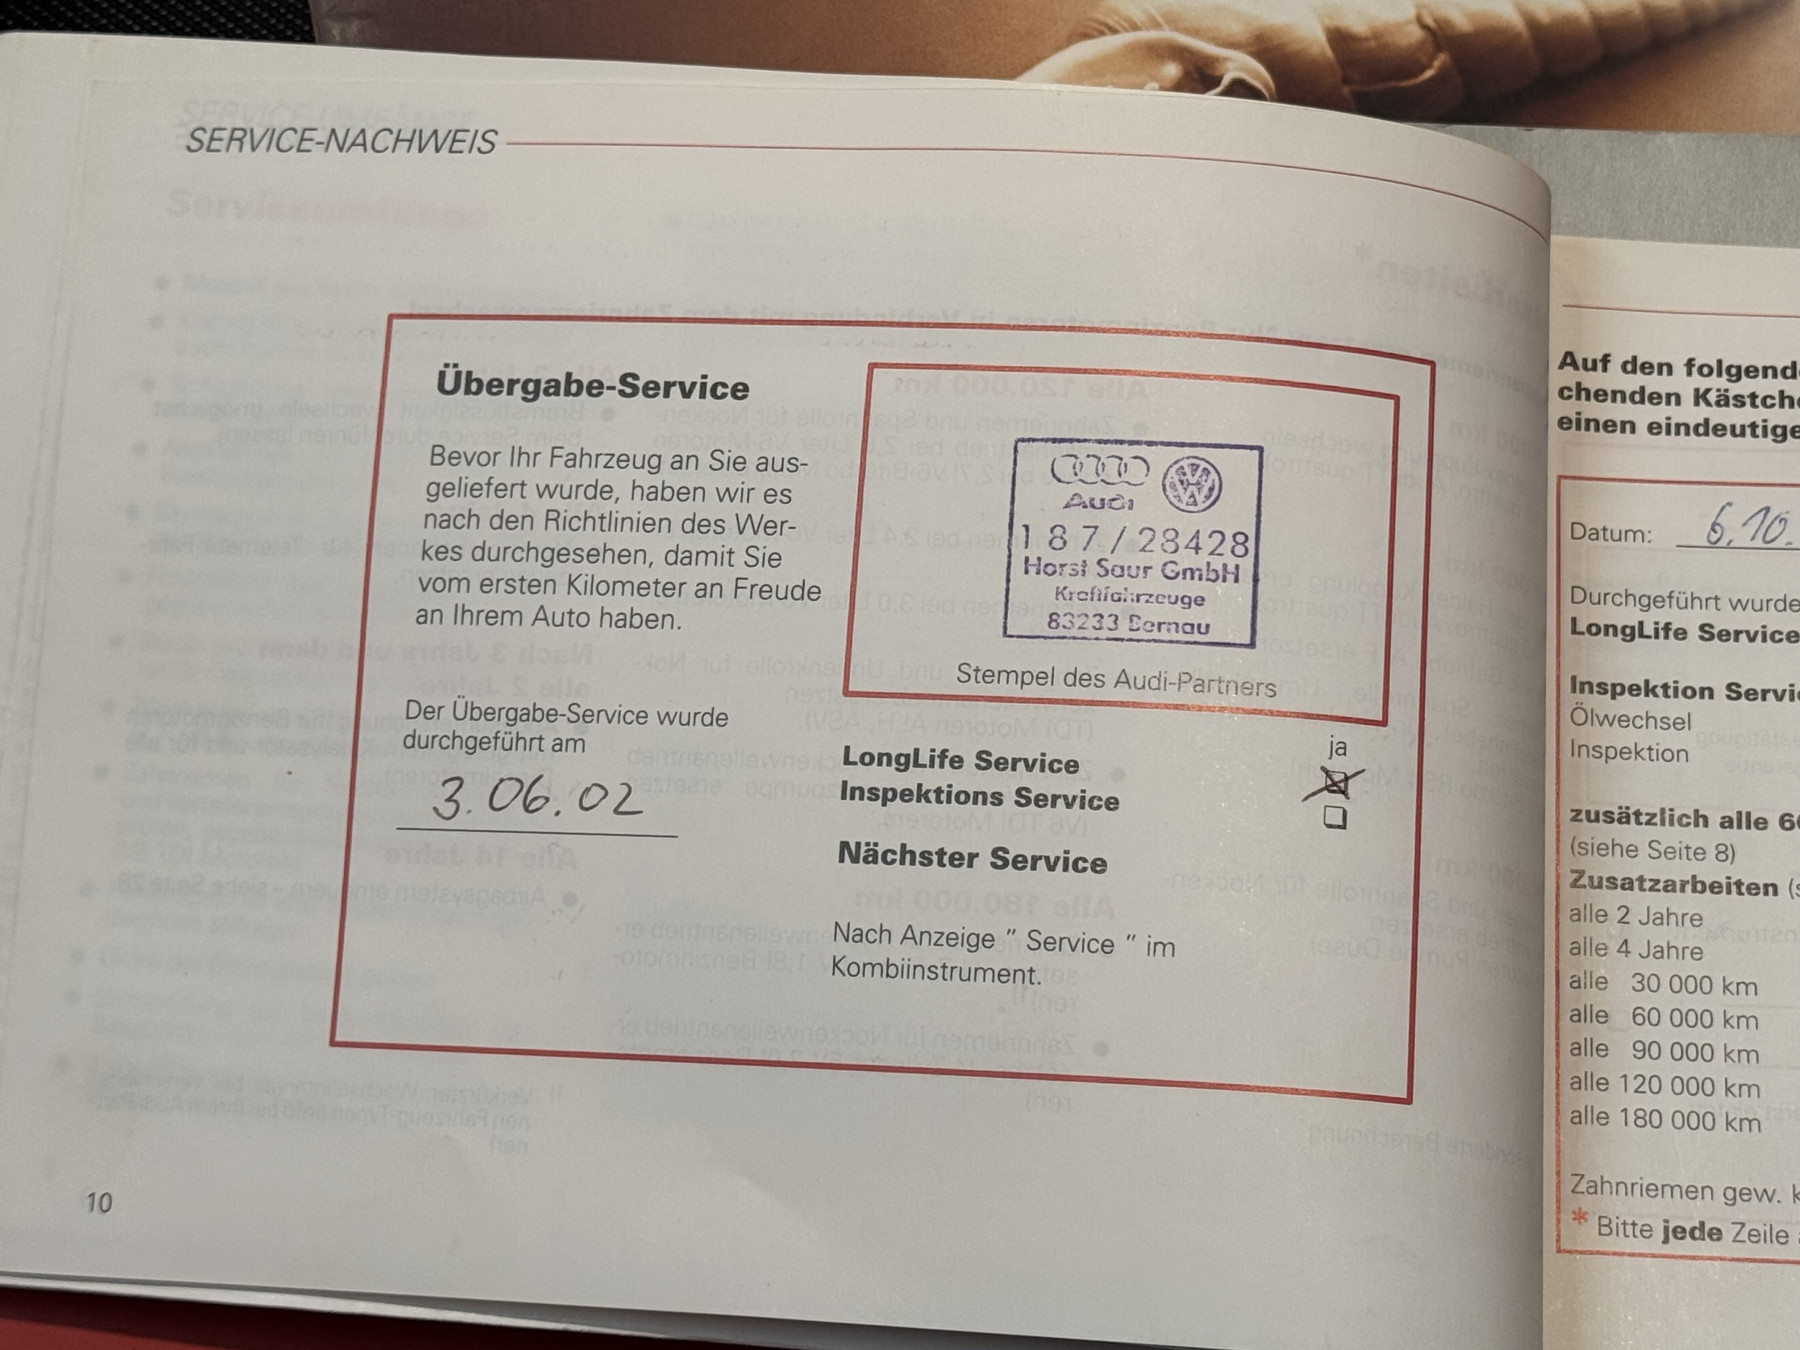 SERVICE-NACHWEIS
Übergabe-Service
Bevor Ihr Fahrzeug an Sie aus-
geliefert wurde, haben wir es
nach den Richtlinien des Wer-
kes durchgesehen, damit Sie
vom ersten Kilometer an Freude
an Ihrem Auto haben.
Der Übergabe-Service wurde
durchgeführt am
3.06.02
Audi
187/28428
Horst Saur GmbH
Kraftfahrzeuge
83233 Bernau
Stempel des Audi-Partners
ja
LongLife Service
Inspektions Service
Nächster Service
Nach Anzeige " Service " im
Kombiinstrument.
10
Auf den folgend
chenden Kästch
einen eindeutige
Datum: 6.10.
Durchgeführt wurde
LongLife Service
Inspektion Servi
Ölwechsel
Inspektion
zusätzlich alle 6
(siehe Seite 8)
Zusatzarbeiten (s
alle 2 Jahre
alle 4 Jahre
alle 30 000 km
alle 60 000 km
alle 90 000 km
alle 120 000 km
alle 180 000 km
Zahnriemen gew. k
* Bitte jede Zeile